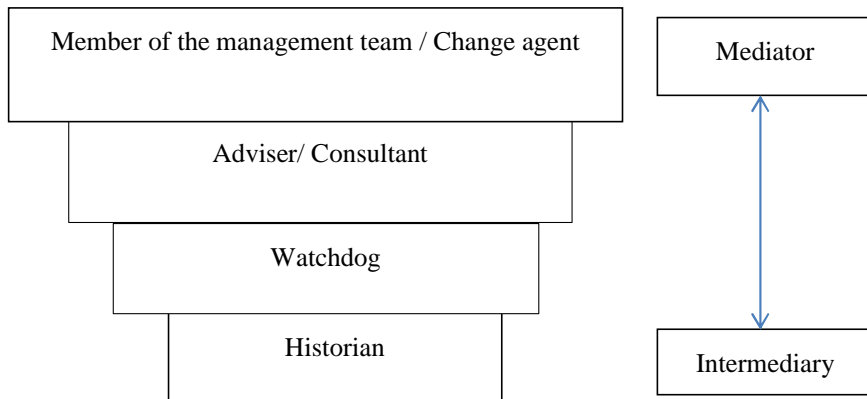 Member of the management team / Change agent
Mediator
Adviser/ Consultant
Watchdog
Historian
Intermediary